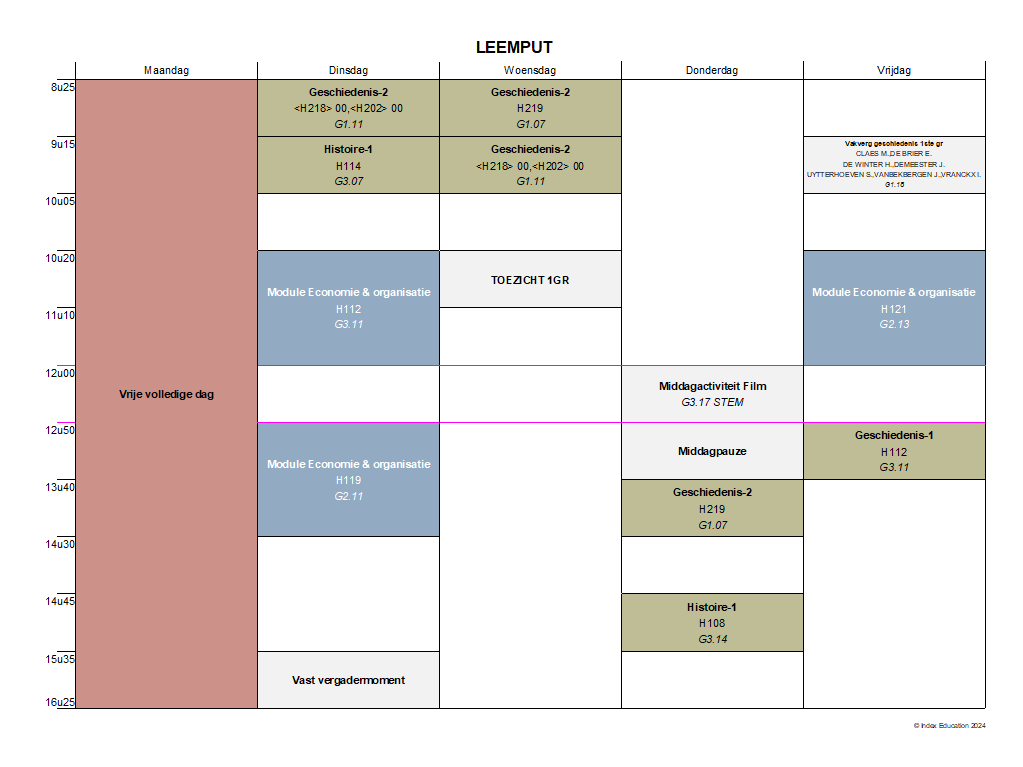 LEEMPUT
Maandag
Dinsdag
Woensdag
Donderdag
Vrijdag
8u25
9u15
10u05
10u20
11u10
12u00
12u50
13u40
14u30
14u45
15u35
16u25
Vrije volledige dag
Geschiedenis-2
<H218> 00,<H202> 00
G1.11
Histoire-1
H114
G3.07
Module Economie & organisatie
H112
G3.11
Module Economie & organisatie
H119
G2.11
Vast vergadermoment
Geschiedenis-2
H219
G1.07
Geschiedenis-2
<H218> 00,<H202> 00
G1.11
TOEZICHT 1GR
Middagactiviteit Film
G3.17 STEM
Middagpauze
Geschiedenis-2
H219
G1.07
Histoire-1
H108
G3.14
Vakverg geschiedenis 1ste gr
CLAES M.,DE BRIER E.
DE WINTER H.,DEMEESTER J.
UYTTERHOEVEN S.,VANBEKBERGEN J.,VRANCKX I.
G1.18
Module Economie & organisatie
H121
G2.13
Geschiedenis-1
H112
G3.11
© Index Education 2024